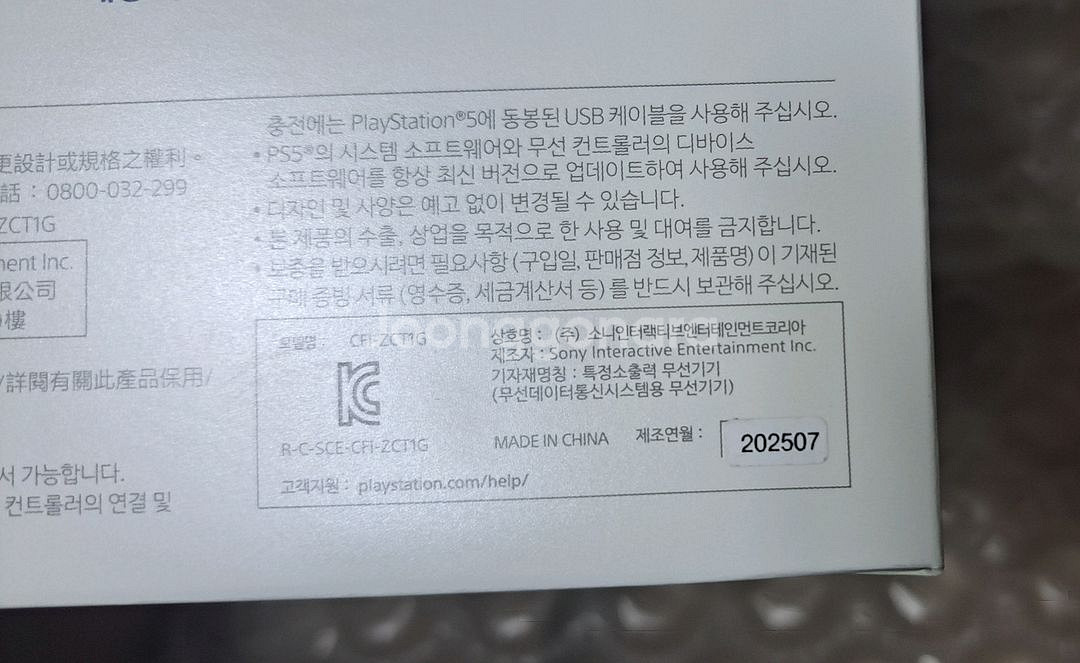 충전에는 PlayStation®5에 동봉된 USB 케이블을 사용해 주십시오.
• PS5®의 시스템 소프트웨어와 무선 컨트롤러의 디바이스
소프트웨어를 항상 최신 버전으로 업데이트하여 사용해 주십시오.
• 디자인 및 사양은 예고 없이 변경될 수 있습니다.
• 본 제품의 수출, 상업을 목적으로 한 사용 및 대여를 금지합니다.
• 보증을 받으시려면 필요사항 (구입일, 판매점 정보, 제품명) 이 기재된
구매 증빙 서류 (영수증, 세금계산서 등) 를 반드시 보관해 주십시오.
更設計或規格之權利。
話：0800-032-299
ZCT1G
ment Inc.
限公司
樓
/詳閱有關此產品保用/
서 가능합니다.
컨트롤러의 연결 및
모델명 : CFI-ZCT1G
R-C-SCE-CFI-ZCT1G
상호명 : (주) 소니인터랙티브엔터테인먼트코리아
제조자 : Sony Interactive Entertainment Inc.
기자재명칭 : 특정소출력 무선기기
(무선데이터통신시스템용 무선기기)
MADE IN CHINA 제조연월 : 202507
고객지원 : playstation.com/help/
joonggonara